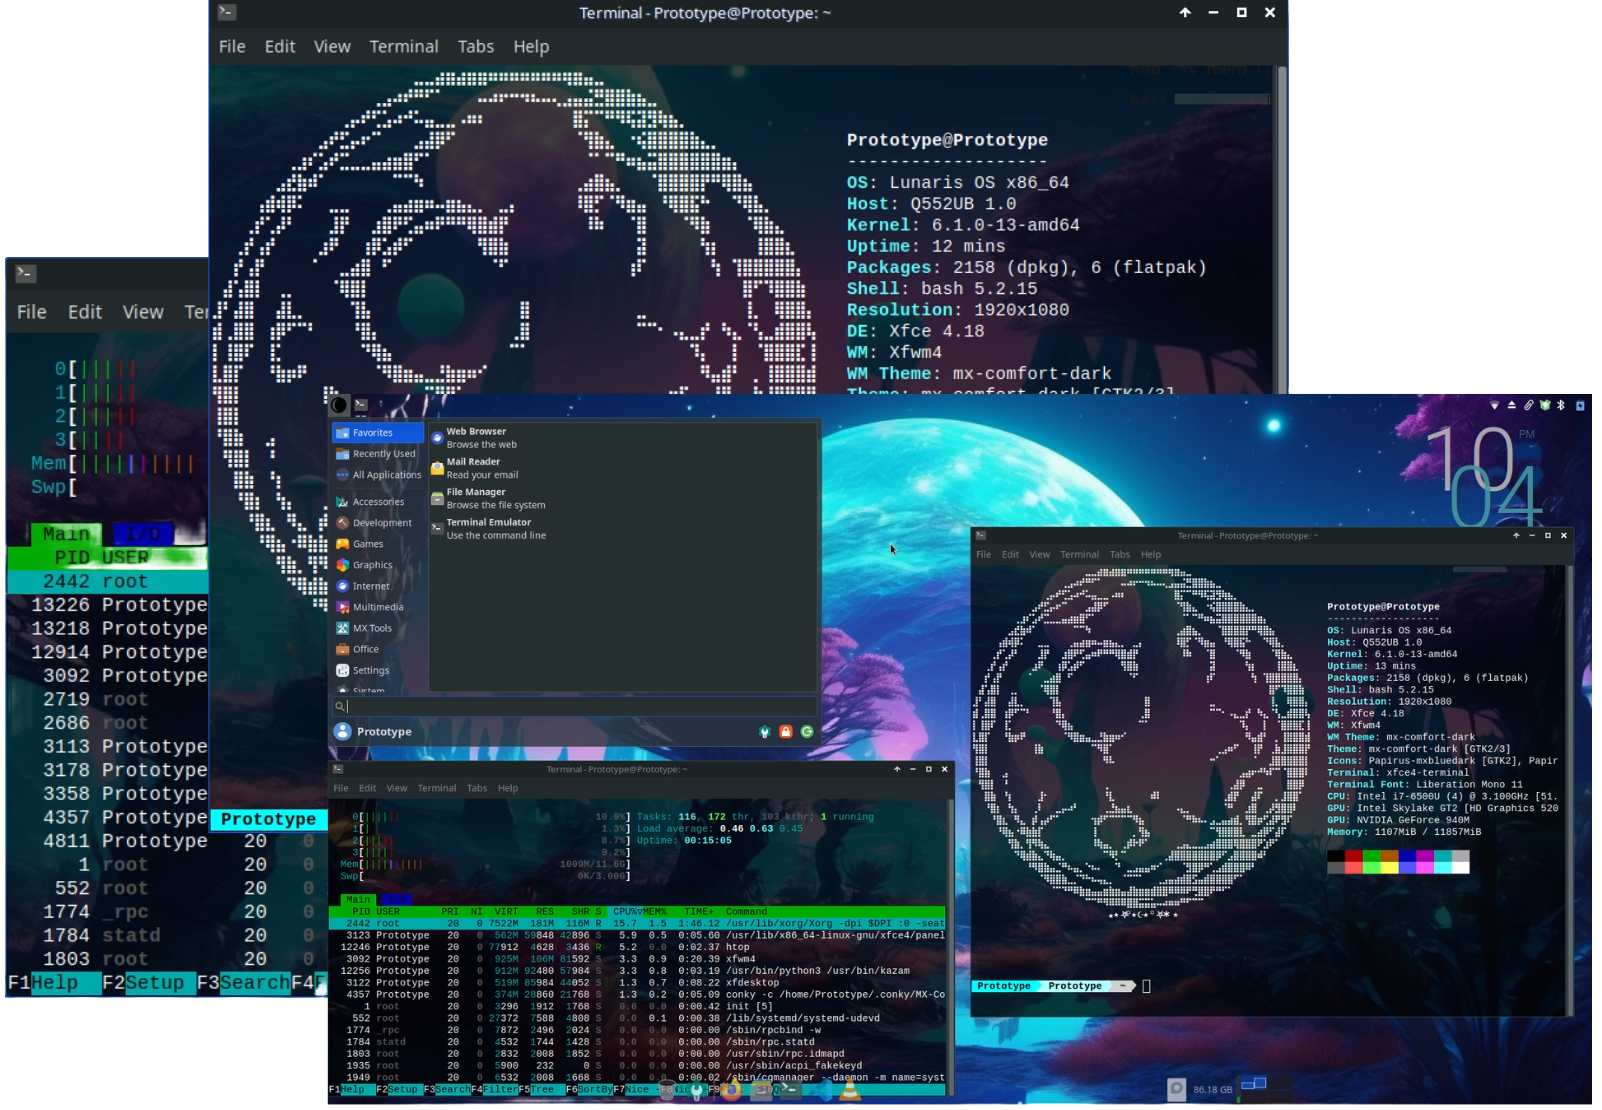 Terminal - Prototype@Prototype: ~
File Edit View Terminal Tabs Help
Prototype@Prototype
-------------------
OS: Lunaris OS x86_64
Host: Q552UB 1.0
Kernel: 6.1.0-13-amd64
Uptime: 12 mins
Packages: 2158 (dpkg), 6 (flatpak)
Shell: bash 5.2.15
Resolution: 1920x1080
DE: Xfce 4.18
WM: Xfwm4
WM Theme: mx-comfort-dark
Theme: mx-comfort-dark [GTK2/3]
Prototype
File Edit View
0[
1[
2[
3[
Mem[
Swp[
Main I/O
PID USER
2442 root
13226 Prototype
13218 Prototype
12914 Prototype
3092 Prototype
2719 root
2686 root
3113 Prototype
3178 Prototype
3358 Prototype
4357 Prototype
4811 Prototype 20 0
1 root 20 0
552 root 20 0
1774 _rpc 20 0
1784 statd 20 0
1803 root 20 0
F1Help F2Setup F3Search F4
Favorites
Recently Used
All Applications
Accessories
Development
Games
Graphics
Internet
Multimedia
MX Tools
Office
Settings
System
Web Browser
Browse the web
Mail Reader
Read your email
File Manager
Browse the file system
Terminal Emulator
Use the command line
Prototype
10 PM
04
Terminal - Prototype@Prototype: ~
File Edit View Terminal Tabs Help
Prototype@Prototype
-------------------
OS: Lunaris OS x86_64
Host: Q552UB 1.0
Kernel: 6.1.0-13-amd64
Uptime: 13 mins
Packages: 2158 (dpkg), 6 (flatpak)
Shell: bash 5.2.15
Resolution: 1920x1080
DE: Xfce 4.18
WM: Xfwm4
WM Theme: mx-comfort-dark
Theme: mx-comfort-dark [GTK2/3]
Icons: Papirus-mxbluedark [GTK2], Papir
Terminal: xfce4-terminal
Terminal Font: Liberation Mono 11
CPU: Intel i7-6500U (4) @ 3.100GHz [51.
GPU: Intel Skylake GT2 [HD Graphics 520
GPU: NVIDIA GeForce 940M
Memory: 1107MiB / 11857MiB
Prototype Prototype ~
Terminal - Prototype@Prototype: ~
File Edit View Terminal Tabs Help
0[ 10.9%] Tasks: 116, 172 thr, 103 kthr; 1 running
1[ 1.3%] Load average: 0.46 0.63 0.45
2[ 8.7%] Uptime: 00:15:05
3[ 9.2%]
Mem[ 1009M/11.6G]
Swp[ 0K/3.00G]
Main I/O
PID USER PRI NI VIRT RES SHR S CPU%▽MEM% TIME+ Command
2442 root 20 0 7522M 181M 116M R 15.7 1.5 1:46.12 /usr/lib/xorg/Xorg -dpi $DPI :0 -seat
3123 Prototype 20 0 562M 59848 42896 S 5.9 0.5 0:05.60 /usr/lib/x86_64-linux-gnu/xfce4/panel
12246 Prototype 20 0 77912 4628 3436 R 5.2 0.0 0:02.37 htop
3092 Prototype 20 0 925M 106M 81592 S 3.3 0.9 0:20.39 xfwm4
12256 Prototype 20 0 912M 92480 57984 S 3.3 0.8 0:03.19 /usr/bin/python3 /usr/bin/kazam
3122 Prototype 20 0 519M 85984 44052 S 1.3 0.7 0:08.22 xfdesktop
4357 Prototype 20 0 374M 28860 21768 S 1.3 0.2 0:05.09 conky -c /home/Prototype/.conky/MX-Co
1 root 20 0 3296 1912 1768 S 0.0 0.0 0:00.42 init [5]
552 root 20 0 27372 7588 4808 S 0.0 0.1 0:00.38 /lib/systemd/systemd-udevd
1774 _rpc 20 0 7872 2496 2024 S 0.0 0.0 0:00.00 /sbin/rpcbind -w
1784 statd 20 0 4532 1744 1428 S 0.0 0.0 0:00.00 /sbin/rpc.statd
1803 root 20 0 2832 2008 1852 S 0.0 0.0 0:00.00 /usr/sbin/rpc.idmapd
1935 root 20 0 5900 232 0 S 0.0 0.0 0:00.00 /usr/sbin/acpi_fakekeyd
1949 root 20 0 6532 2008 1668 S 0.0 0.0 0:00.02 /sbin/cgmanager --daemon -m name=syst
F1Help F2Setup F3Search F4Filter F5Tree F6SortBy F7Nice
86.18 GB